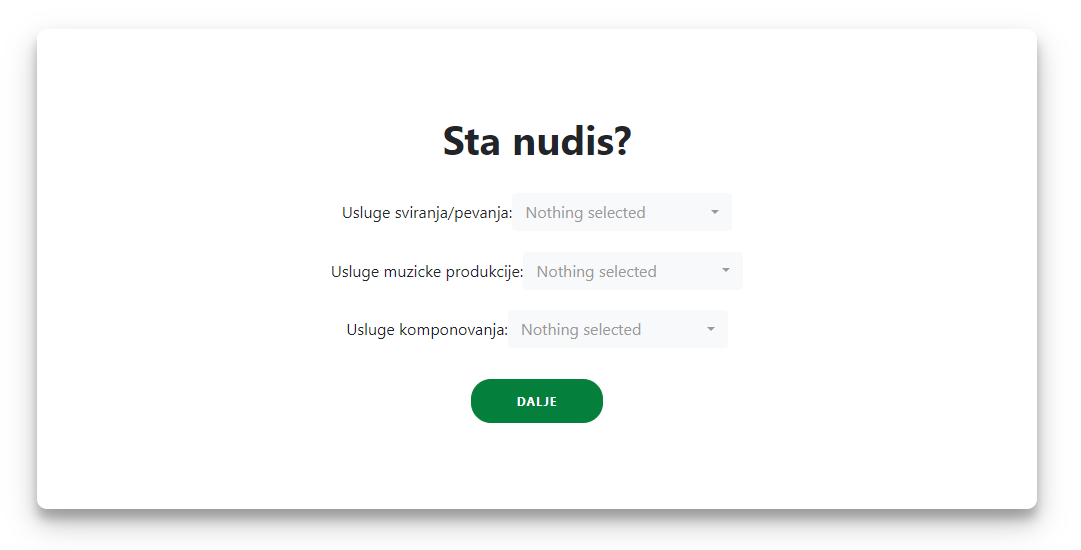 Sta nudis?
Usluge sviranja/pevanja: Nothing selected
Usluge muzicke produkcije: Nothing selected
Usluge komponovanja: Nothing selected
DALJE